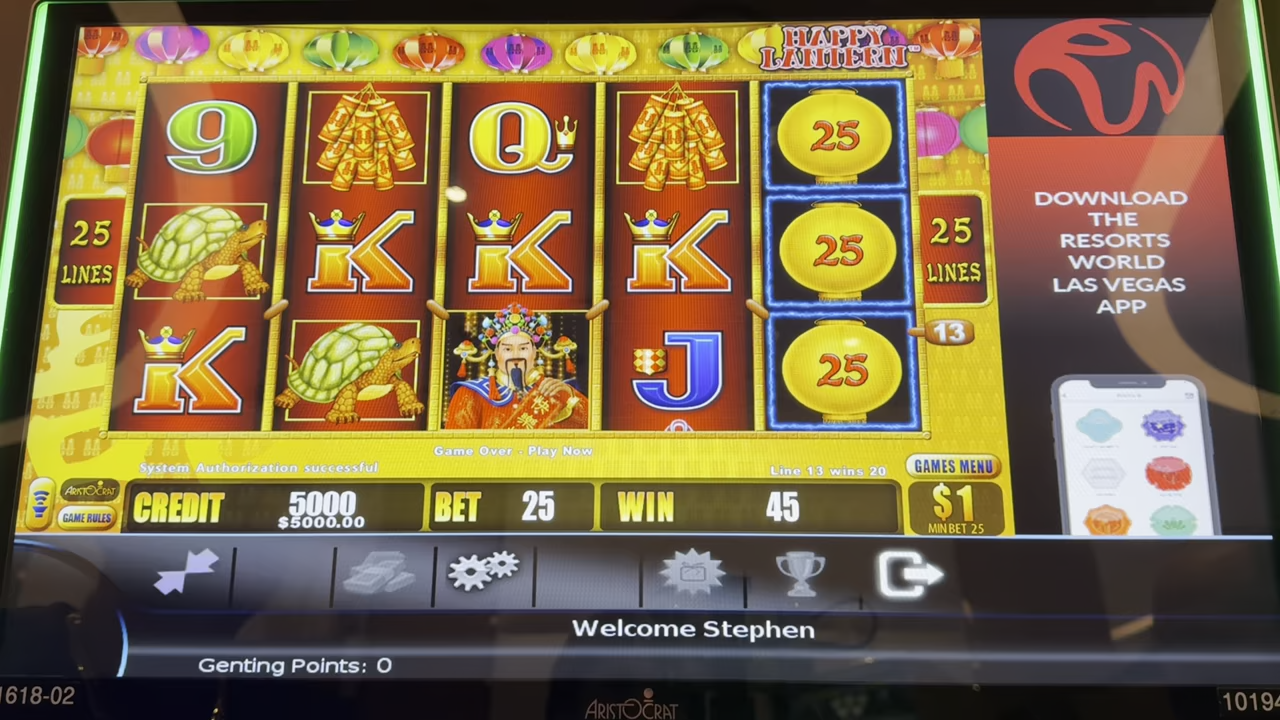 HAPPY
LANTERN™
9
Q
25
K
K
K
25
25
LINES
25
LINES
K
J
25
13
Game Over - Play Now
System Authorization successful
Line 13 wins 20
GAMES MENU
ARISTOCRAT
GAME RULES
CREDIT
5000
$5000.00
BET
25
WIN
45
$1
MIN BET 25
DOWNLOAD
THE
RESORTS
WORLD
LAS VEGAS
APP
Welcome Stephen
Genting Points: 0
1618-02
ARISTOCRAT
10194